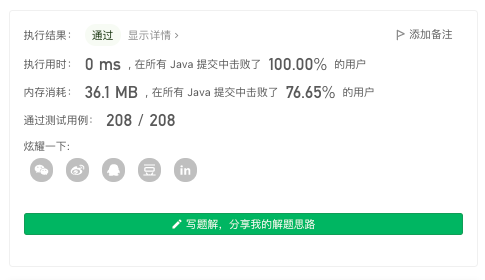 执行结果： 通过 显示详情 > 添加备注
执行用时： 0 ms , 在所有 Java 提交中击败了 100.00% 的用户
内存消耗： 36.1 MB , 在所有 Java 提交中击败了 76.65% 的用户
通过测试用例： 208 / 208
炫耀一下:
豆 in
写题解，分享我的解题思路